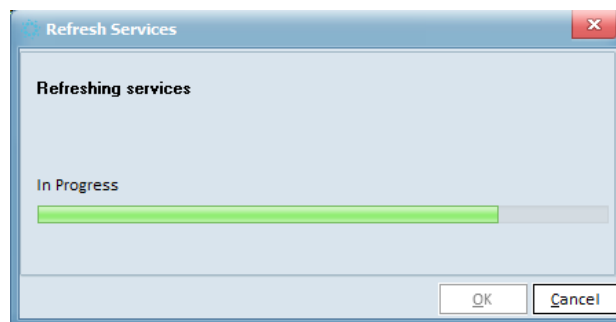 Refresh Services
Refreshing services
In Progress
OK
Cancel